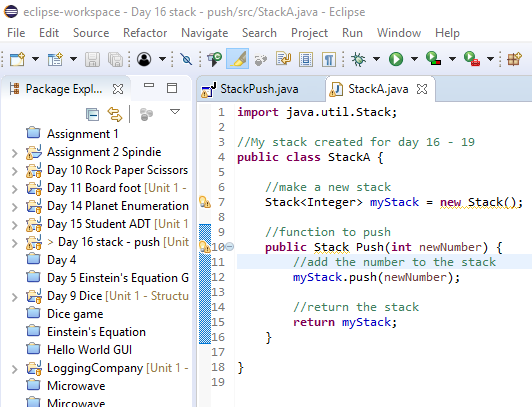 eclipse-workspace - Day 16 stack - push/src/StackA.java - Eclipse
File Edit Source Refactor Navigate Search Project Run Window Help
Package Expl...
StackPush.java
StackA.java
Assignment 1
Assignment 2 Spindie
Day 10 Rock Paper Scissors
Day 11 Board foot [Unit 1 -
Day 14 Planet Enumeration
Day 15 Student ADT [Unit 1
> Day 16 stack - push [Unit
Day 4
Day 5 Einstein's Equation G
Day 9 Dice [Unit 1 - Structu
Dice game
Einstein's Equation
Hello World GUI
LoggingCompany [Unit 1 -
Microwave
Mircowave
1 import java.util.Stack;
2
3 //My stack created for day 16 - 19
4 public class StackA {
5
6 //make a new stack
7 Stack<Integer> myStack = new Stack();
8
9 //function to push
10 public Stack Push(int newNumber) {
11 //add the number to the stack
12 myStack.push(newNumber);
13
14 //return the stack
15 return myStack;
16 }
17
18 }
19